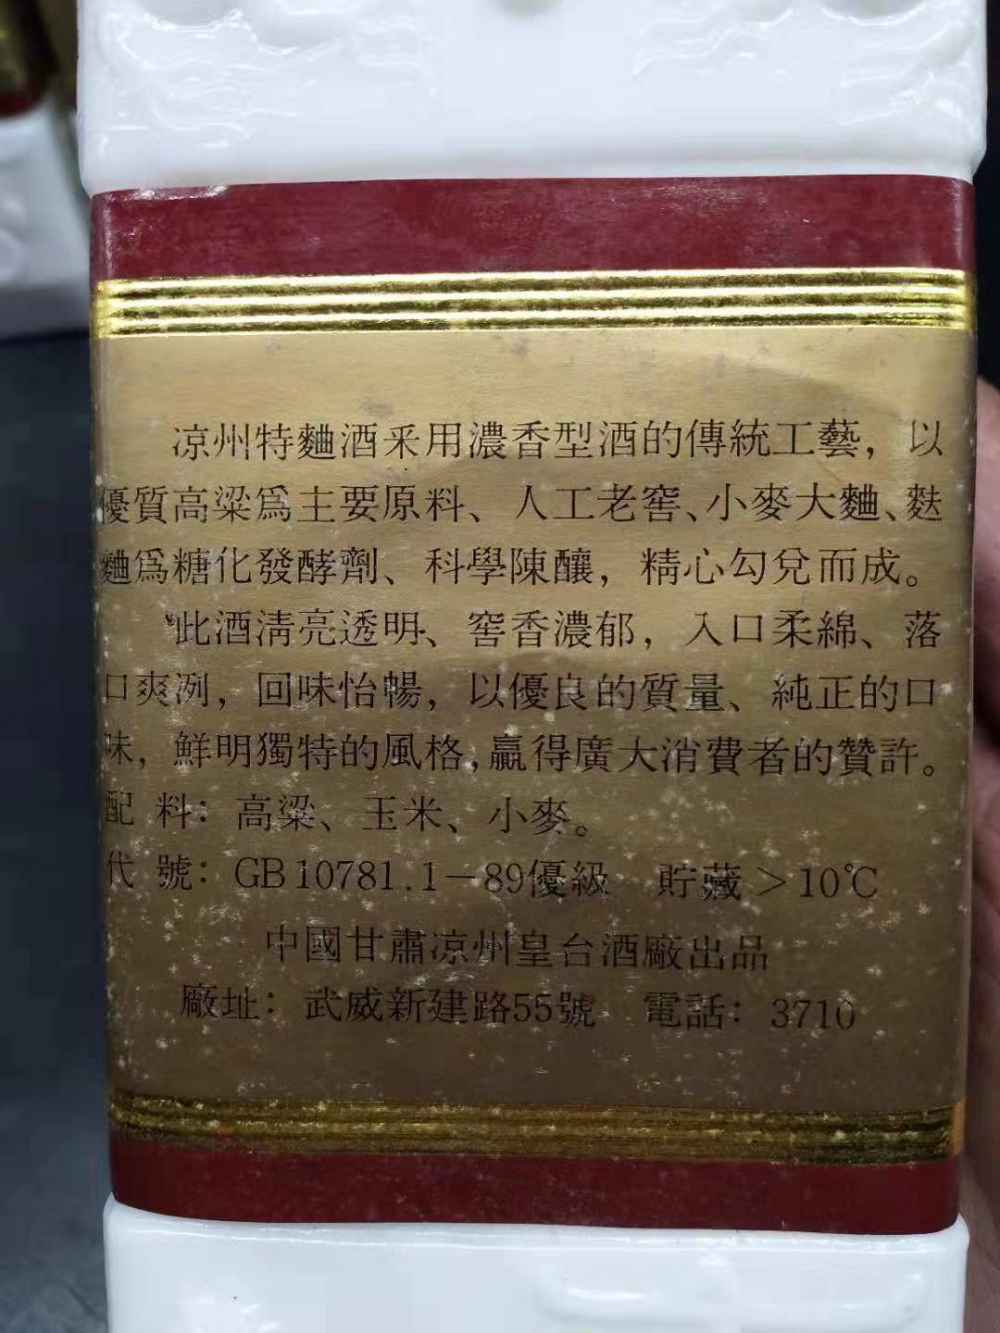 凉州特麯酒采用濃香型酒的傳統工藝，以
優質高梁爲主要原料、人工老窖、小麥大麯、麩
麯爲糖化發酵劑、科學陳釀，精心勾兌而成。
此酒清亮透明、窖香濃郁，入口柔綿、落
口爽洌，回味怡暢，以優良的質量、純正的口
味，鮮明獨特的風格，贏得廣大消費者的贊許。
配 料：高粱、玉米、小麥。
代 號：GB10781.1－89優級 貯藏＞10℃
中國甘肅凉州皇台酒廠出品
廠址：武威新建路55號 電話：3710